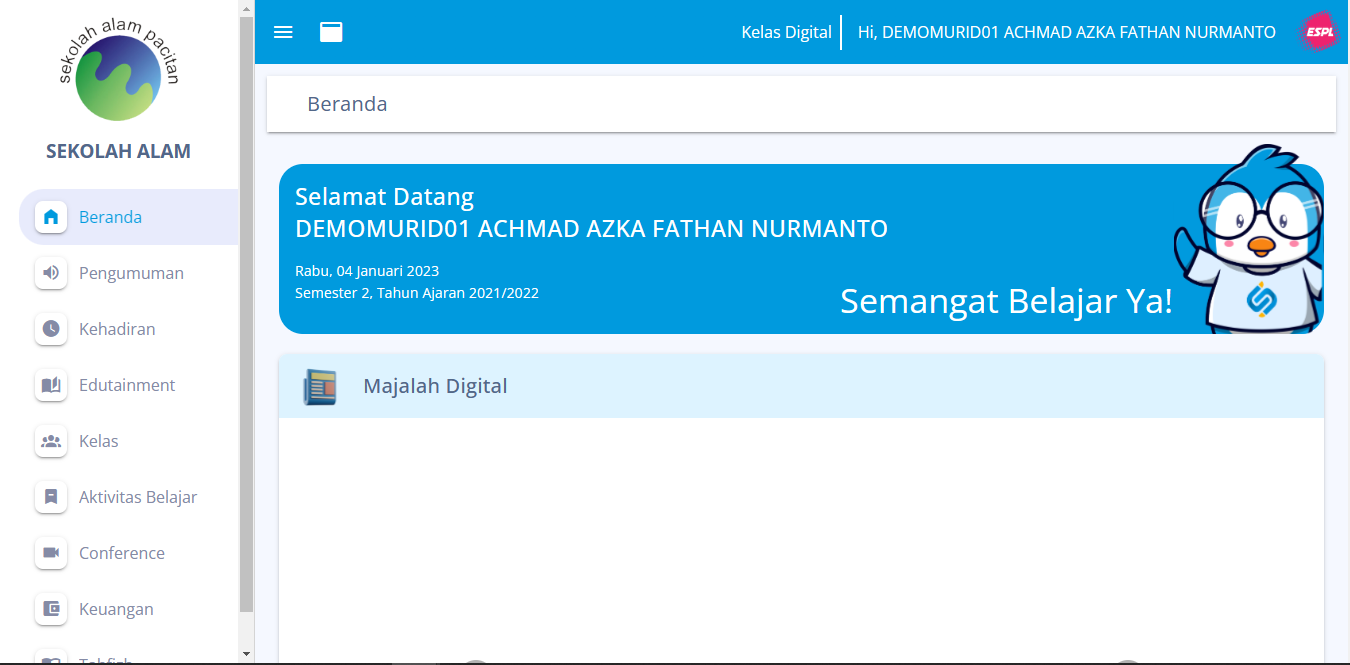 sekolah alam pacitan
SEKOLAH ALAM
Beranda
Pengumuman
Kehadiran
Edutainment
Kelas
Aktivitas Belajar
Conference
Keuangan
Kelas Digital
Hi, DEMOMURID01 ACHMAD AZKA FATHAN NURMANTO
ESPL
Beranda
Selamat Datang
DEMOMURID01 ACHMAD AZKA FATHAN NURMANTO
Rabu, 04 Januari 2023
Semester 2, Tahun Ajaran 2021/2022
Semangat Belajar Ya!
Majalah Digital